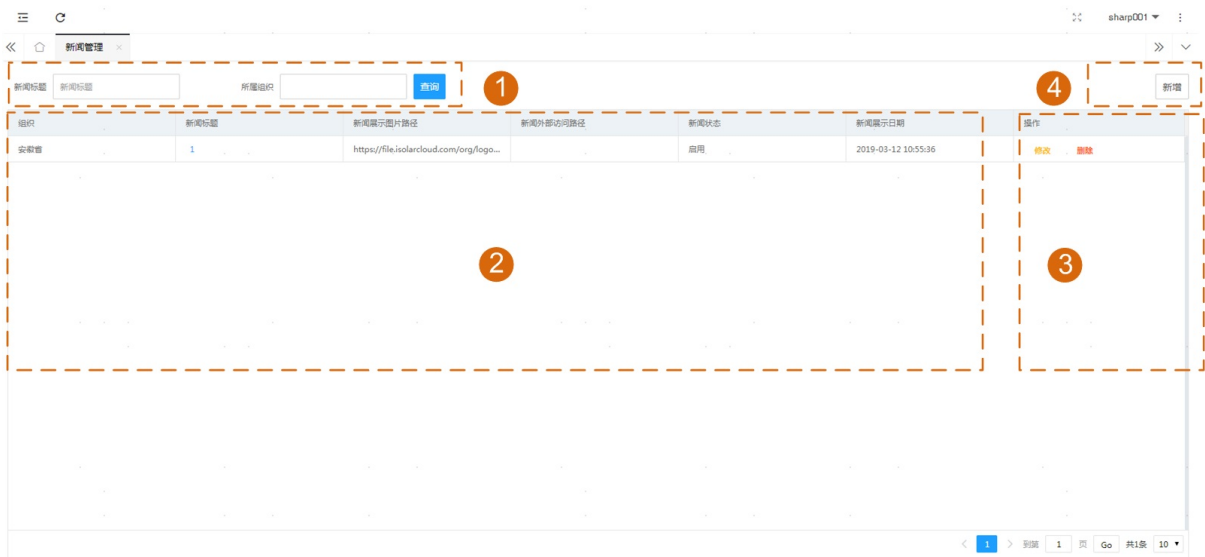 sharp001
新闻管理
新闻标题 新闻标题 所属组织 查询 1 4 新增
组织 新闻标题 新闻展示图片路径 新闻外部访问路径 新闻状态 新闻展示日期 操作
安徽省 1 https://file.isolarcloud.com/org/logo... 启用 2019-03-12 10:55:36 修改 删除
2 3
1 到第 1 页 Go 共1条 10